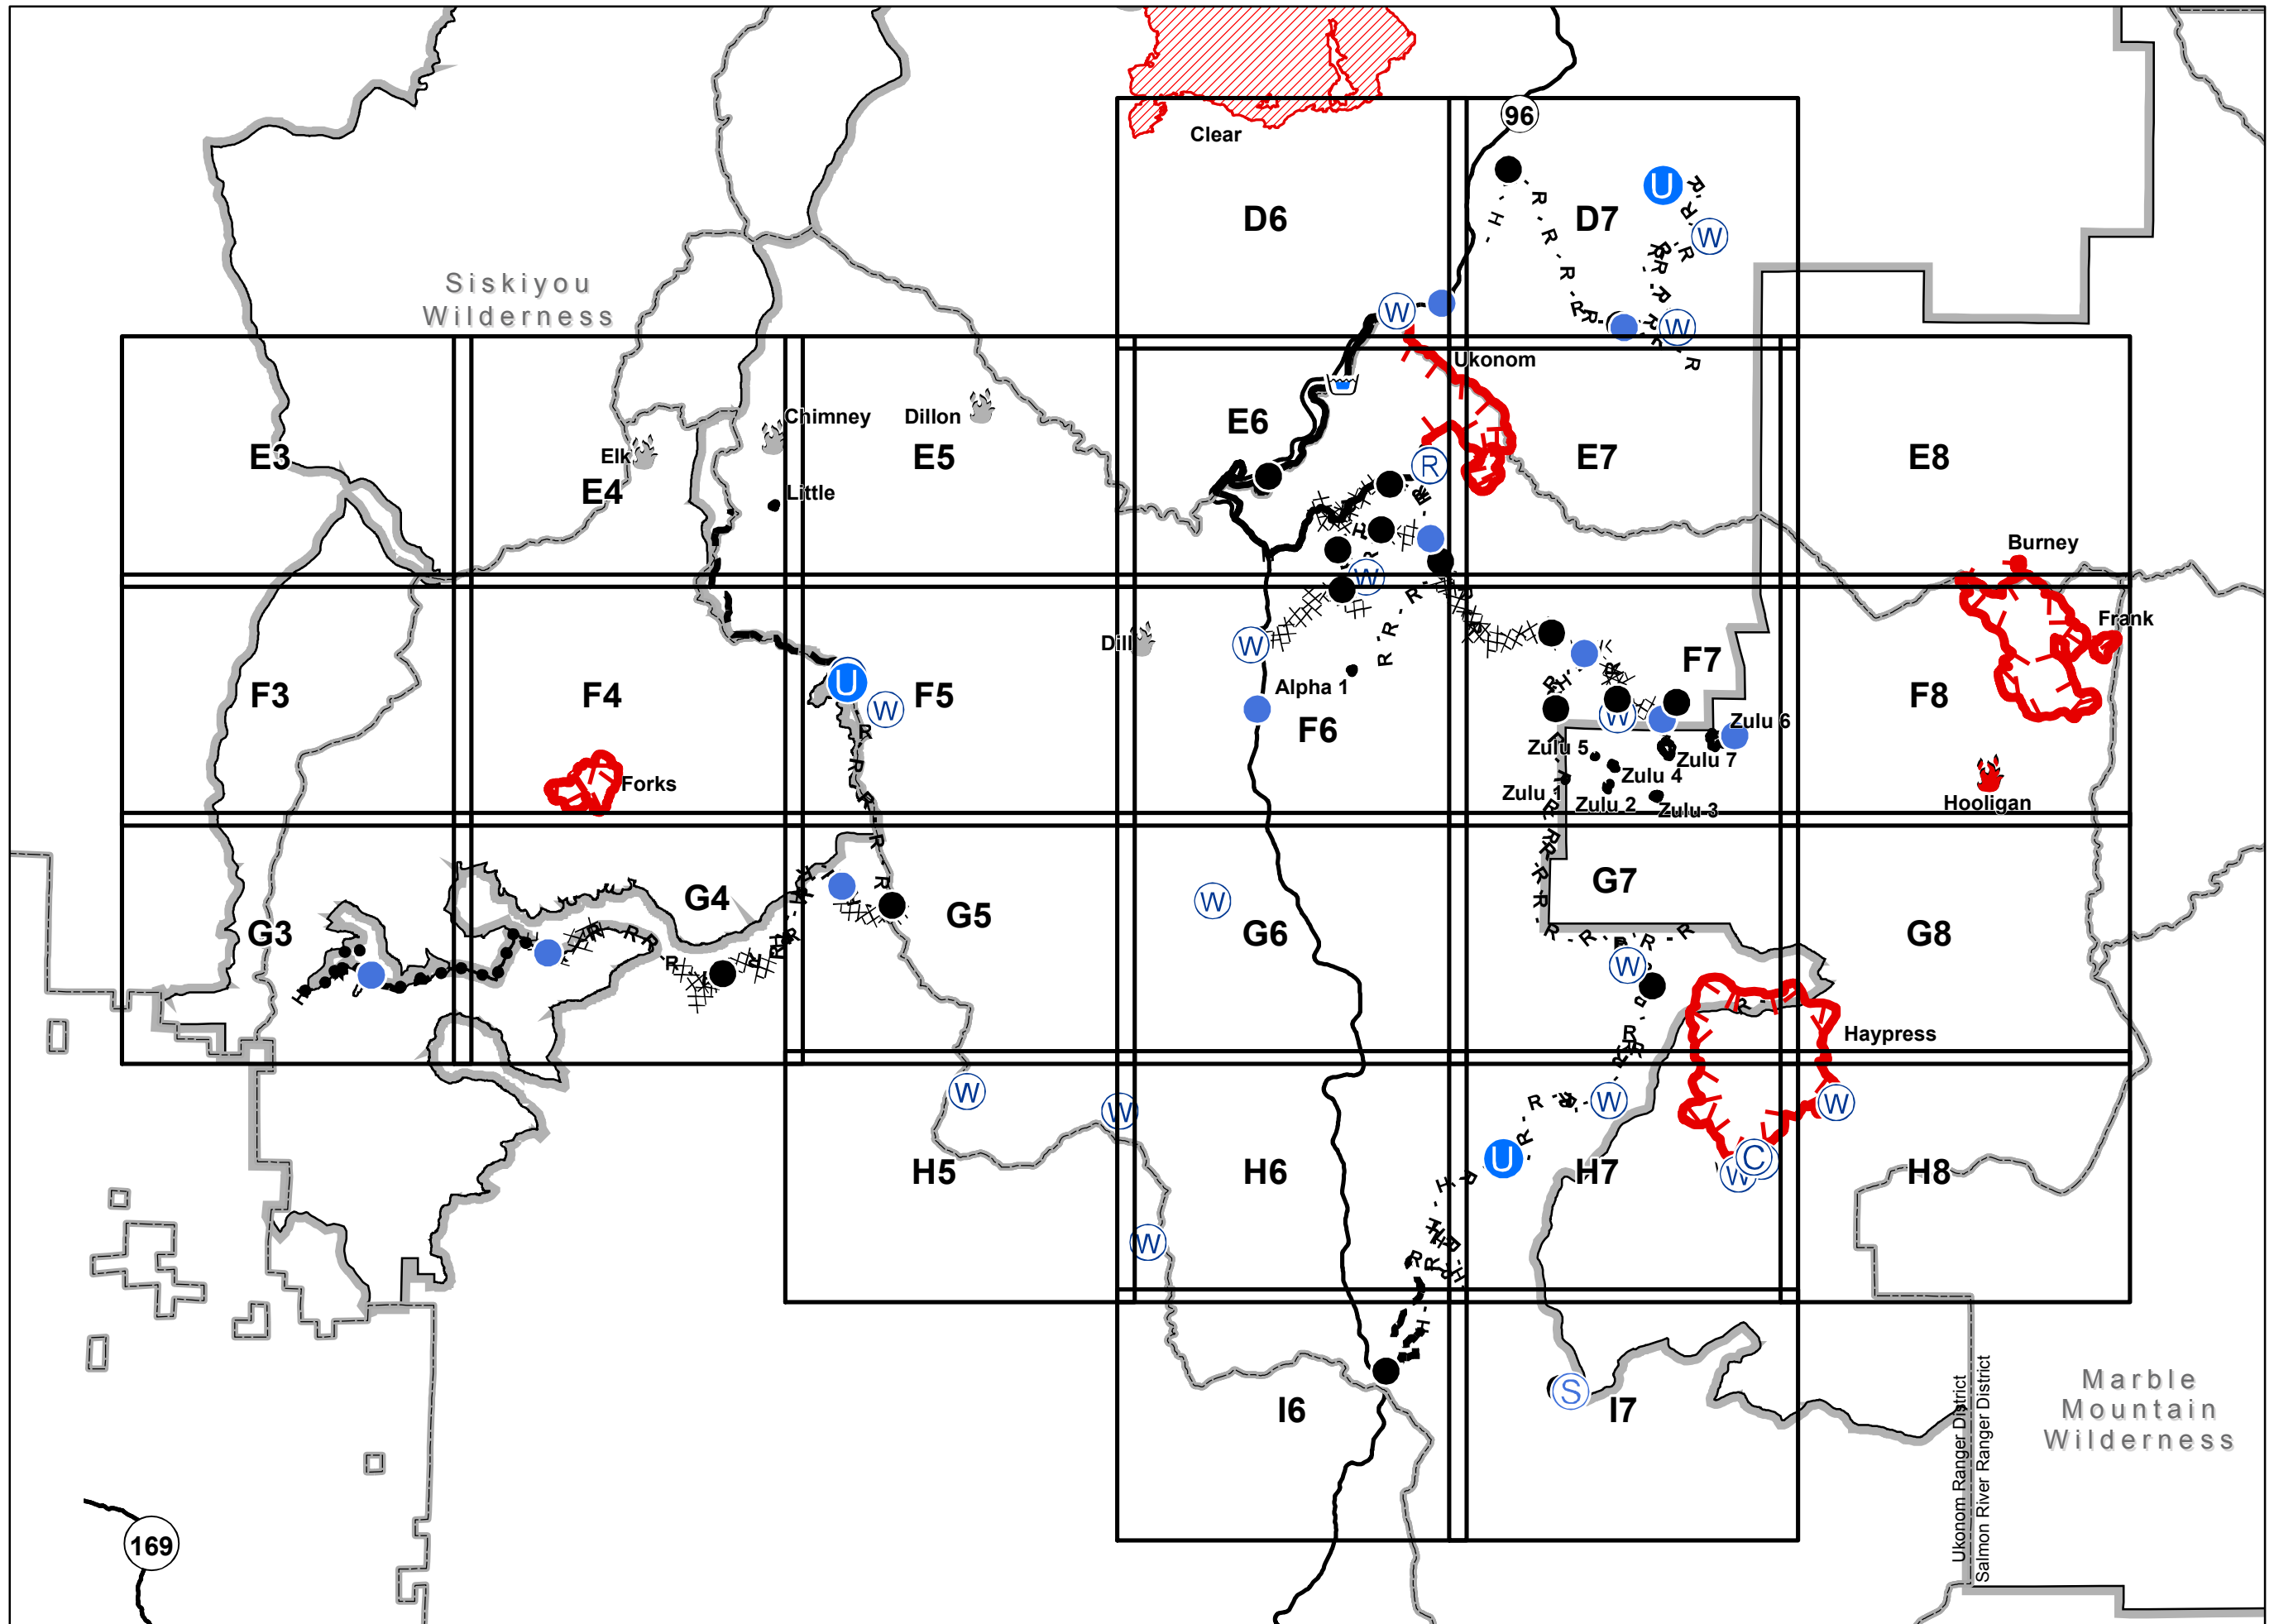 96
Clear
D6
D7
U
W
Siskiyou
Wilderness
W
W
Ukonom
Chimney
Dillon
E6
Elk
E3
E5
E7
E8
R
E4
Little
Burney
W
Frank
Dill
W
F7
U
W
Alpha 1
F3
F4
F5
F6
F8
W
Zulu 6
Zulu 5
Zulu 7
Zulu 4
Forks
Zulu 1
Zulu 2
Zulu 3
Hooligan
G7
G4
W
G5
G3
G6
G8
W
Haypress
W
W
W
W
U
C
W
H5
H6
H7
H8
W
S
I6
I7
Marble
Mountain
Wilderness
Ukonom Ranger District
Salmon River Ranger District
169